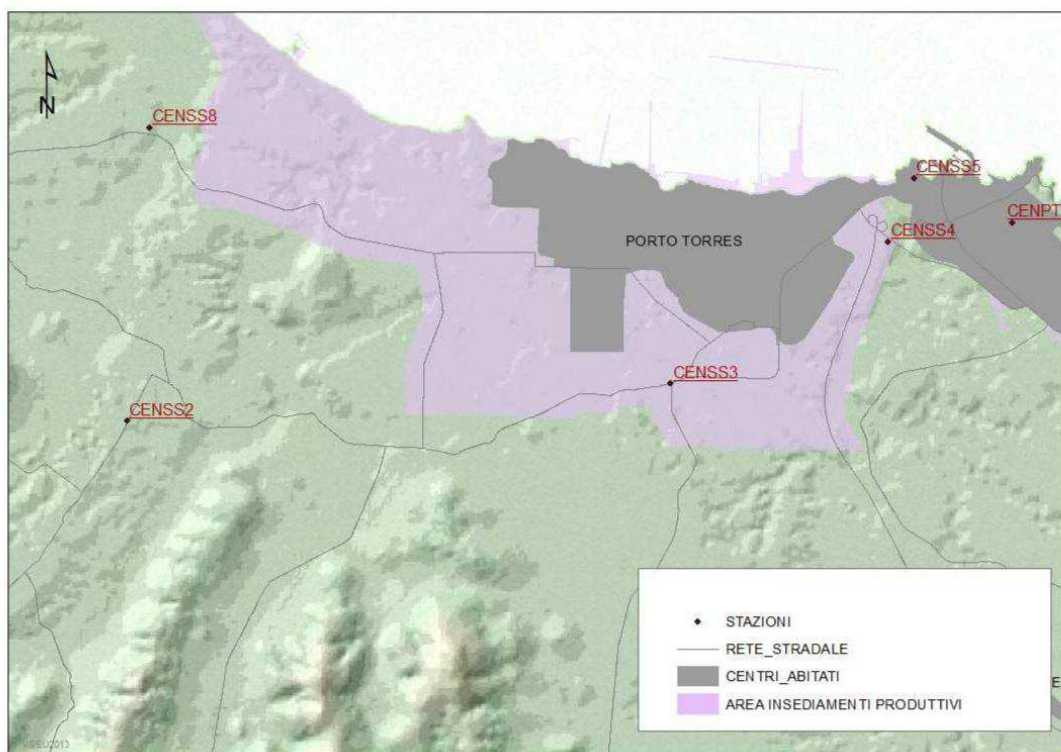 N
CENSS8
CENSS5
CENPT
CENSS4
PORTO TORRES
CENSS3
CENSS2
STAZIONI
RETE_STRADALE
CENTRI_ABITATI
AREA INSEDIAMENTI PRODUTTIVI
E